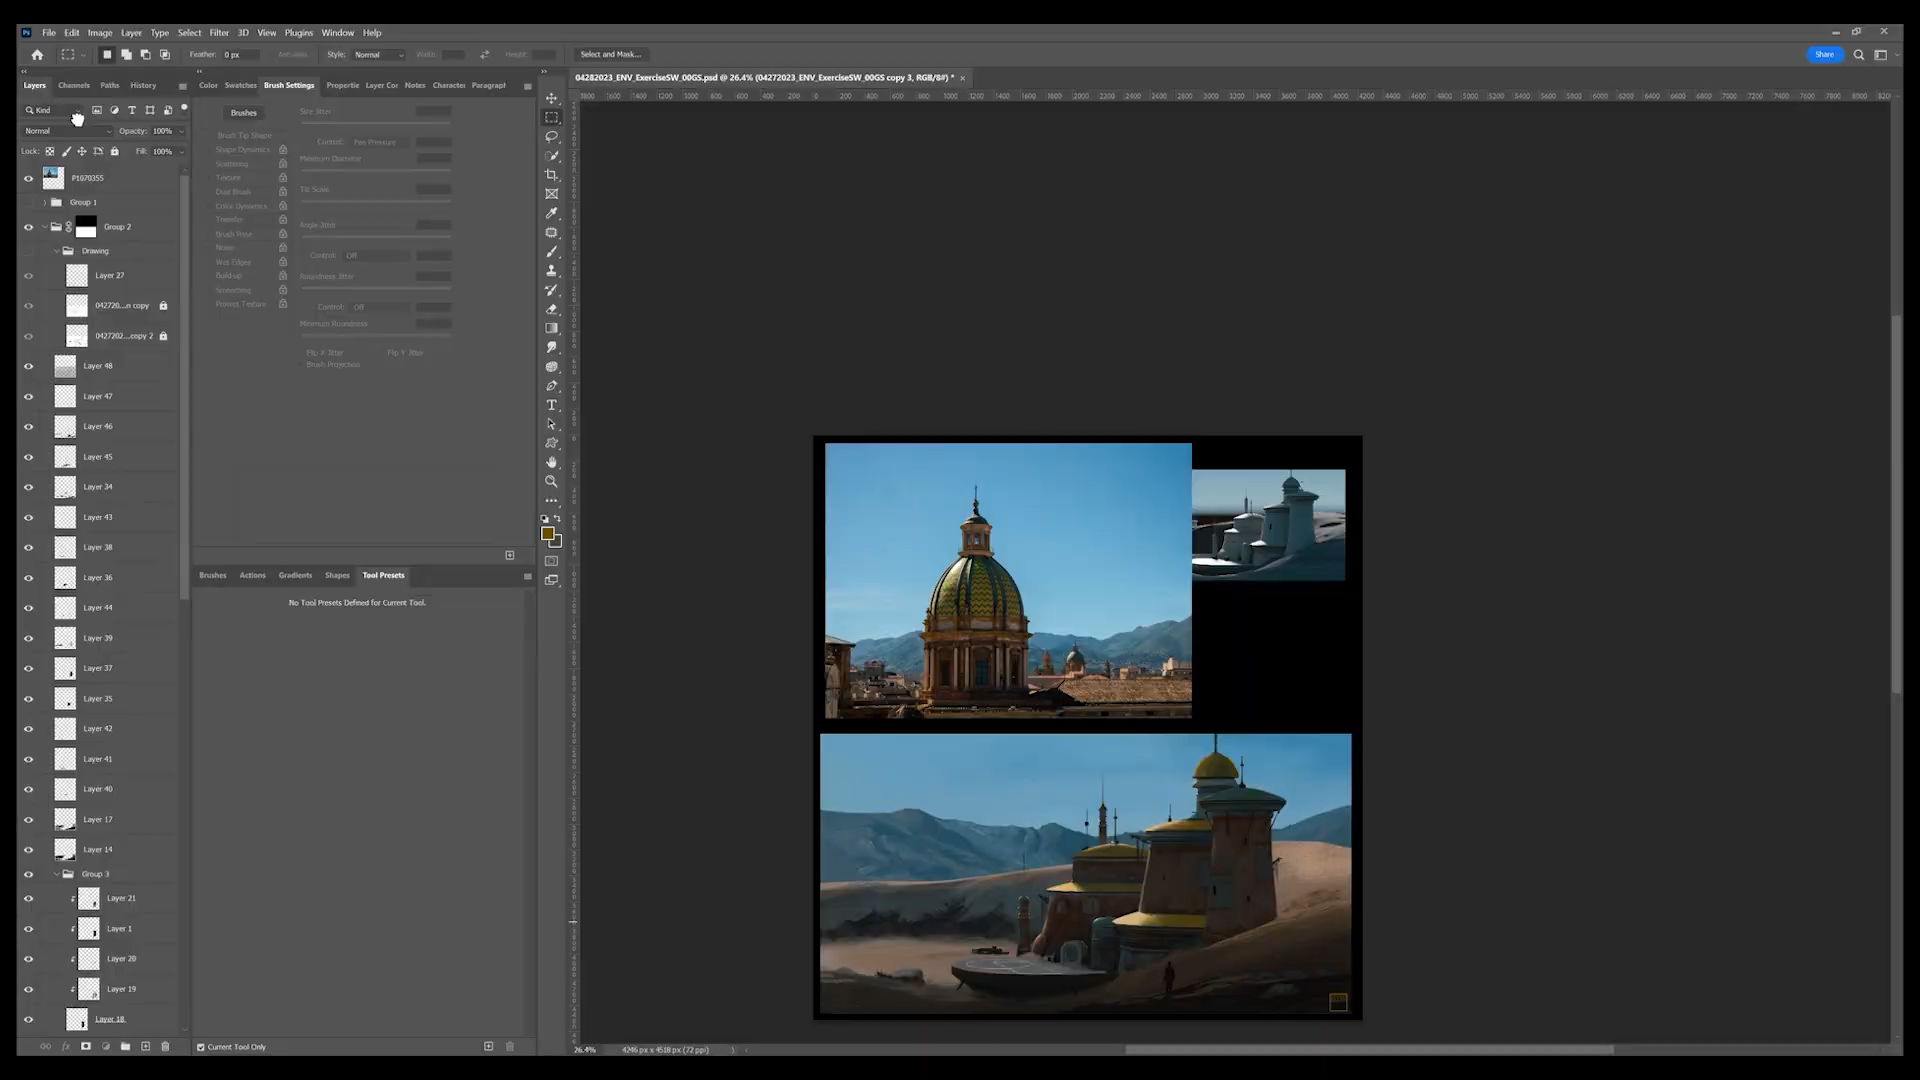 Ps File Edit Image Layer Type Select Filter 3D View Plugins Window Help
Feather: 0 px Anti-alias Style: Normal Width: Height: Select and Mask... Share
Layers Channels Paths History
Color Swatches Brush Settings Propertie Layer Cor Notes Characte Paragraph
04282023_ENV_ExerciseSW_00GS.psd @ 26.4% (04272023_ENV_ExerciseSW_00GS copy 3, RGB/8#) *
Kind
Normal Opacity: 100%
Lock: Fill: 100%
P1070355
Group 1
Group 2
Drawing
Layer 27
042720...n copy
0427202...copy 2
Layer 48
Layer 47
Layer 46
Layer 45
Layer 34
Layer 43
Layer 38
Layer 36
Layer 44
Layer 39
Layer 37
Layer 35
Layer 42
Layer 41
Layer 40
Layer 17
Layer 14
Group 3
Layer 21
Layer 1
Layer 20
Layer 19
Layer 18
Brushes
Brush Tip Shape
Shape Dynamics
Scattering
Texture
Dual Brush
Color Dynamics
Transfer
Brush Pose
Noise
Wet Edges
Build-up
Smoothing
Protect Texture
Size Jitter
Control: Pen Pressure
Minimum Diameter
Tilt Scale
Angle Jitter
Control: Off
Roundness Jitter
Control: Off
Minimum Roundness
Flip X Jitter Flip Y Jitter
Brush Projection
Brushes Actions Gradients Shapes Tool Presets
No Tool Presets Defined for Current Tool.
Current Tool Only
26.4% 4246 px x 4518 px (72 ppi)